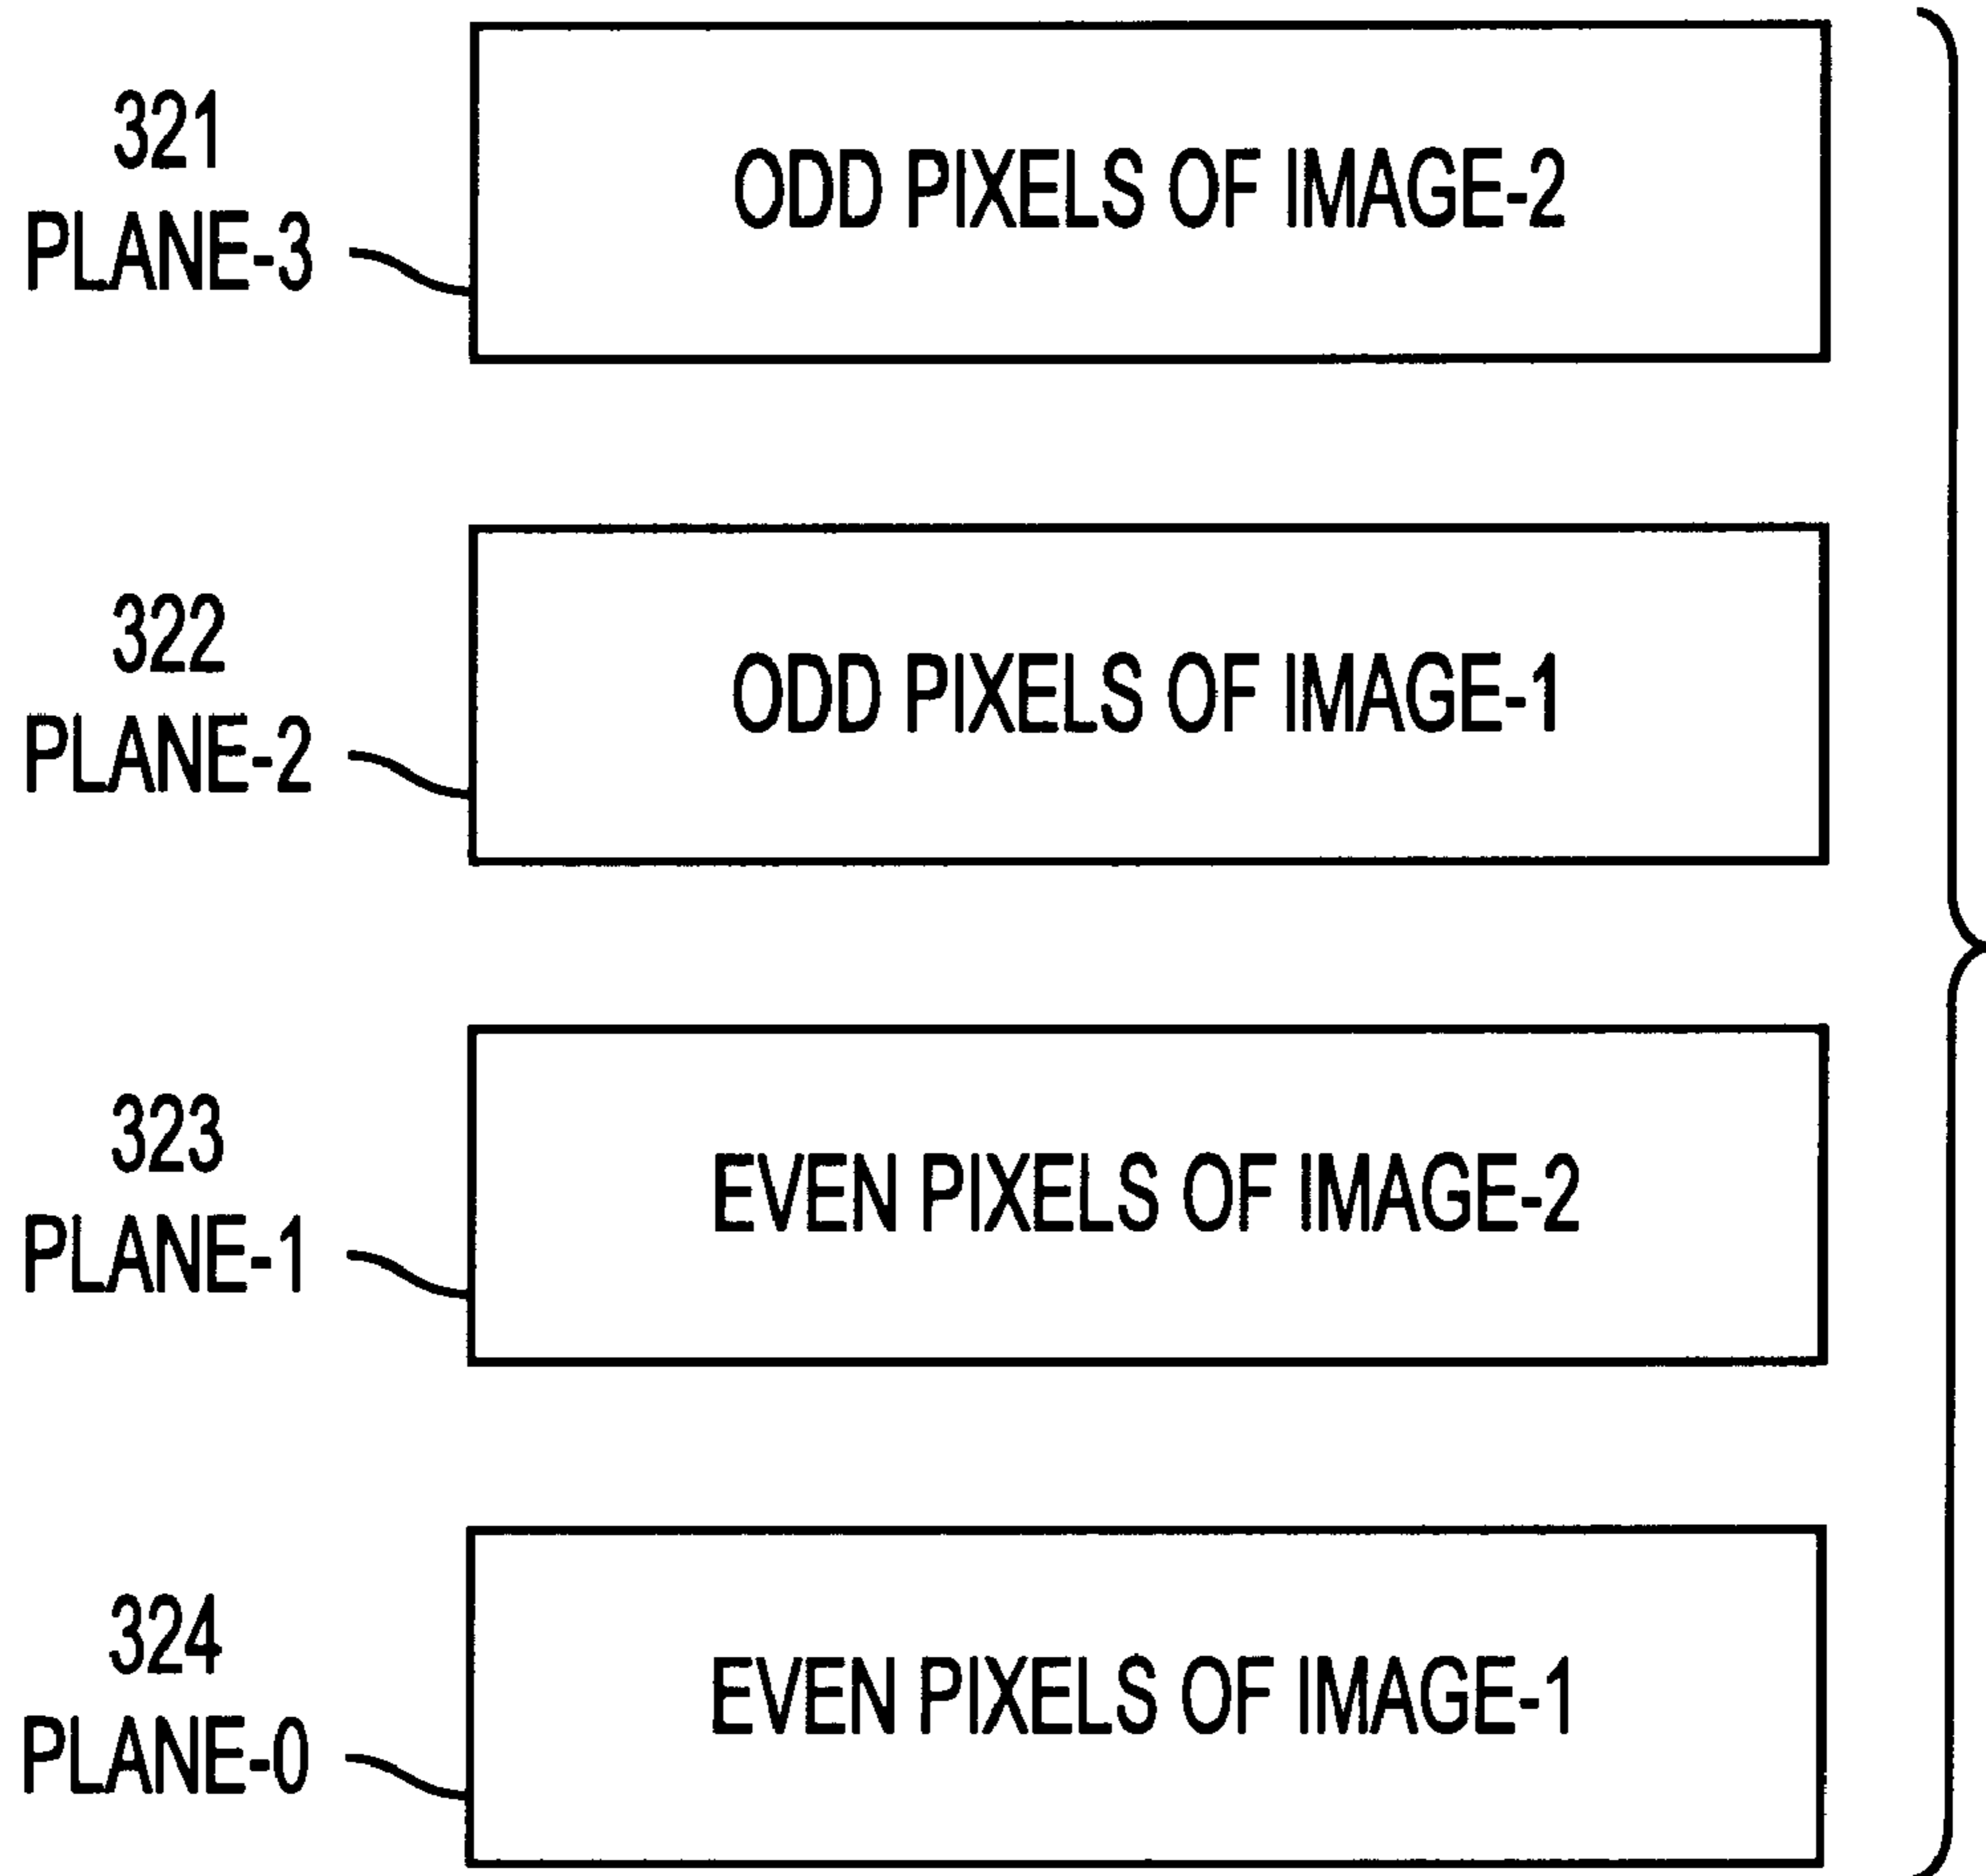 321
PLANE-3
ODD PIXELS OF IMAGE-2
322
PLANE-2
ODD PIXELS OF IMAGE-1
323
PLANE-1
EVEN PIXELS OF IMAGE-2
324
PLANE-0
EVEN PIXELS OF IMAGE-1